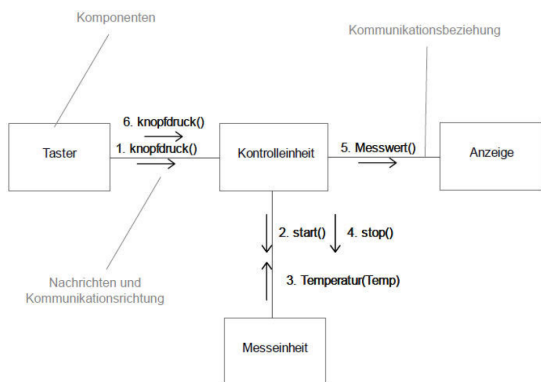 Komponenten
Kommunikationsbeziehung
6. knopfdruck()
1. knopfdruck()
Taster
Kontrolleinheit
5. Messwert()
Anzeige
2. start()
4. stop()
3. Temperatur(Temp)
Nachrichten und
Kommunikationsrichtung
Messeinheit